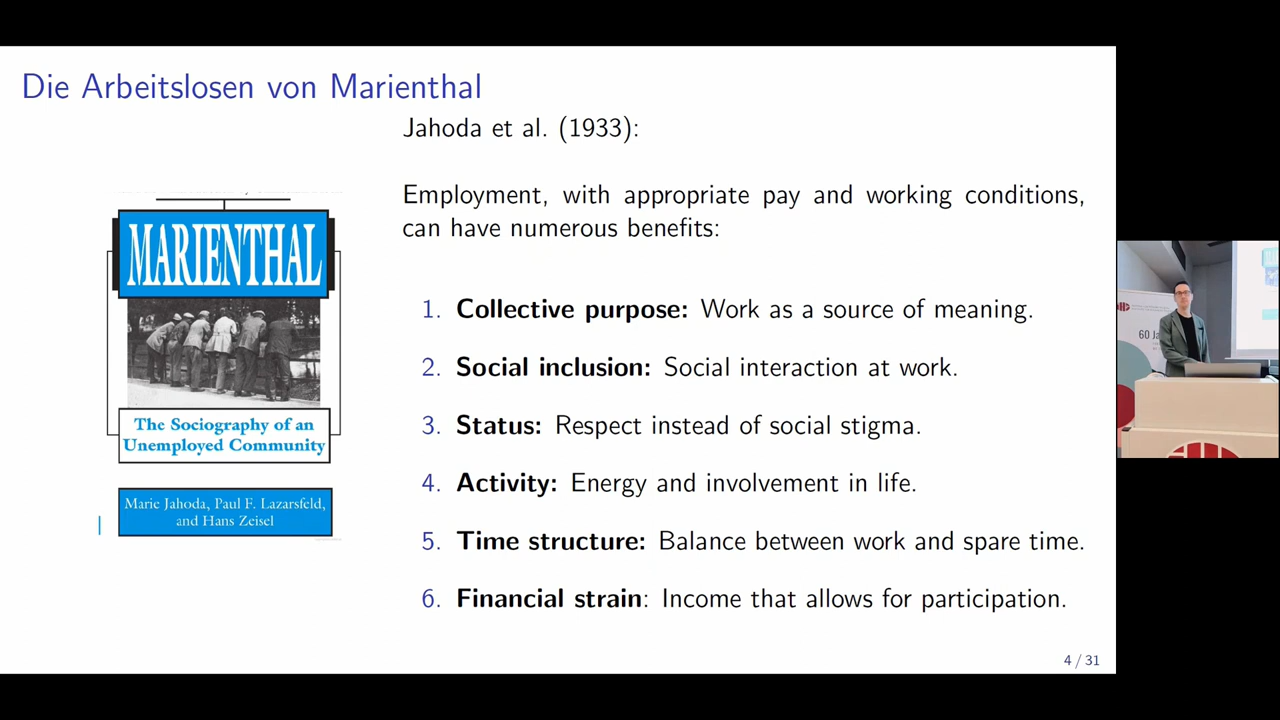 Die Arbeitslosen von Marienthal
Jahoda et al. (1933):
Employment, with appropriate pay and working conditions,
can have numerous benefits:
1. Collective purpose: Work as a source of meaning.
2. Social inclusion: Social interaction at work.
3. Status: Respect instead of social stigma.
4. Activity: Energy and involvement in life.
5. Time structure: Balance between work and spare time.
6. Financial strain: Income that allows for participation.
MARIENTHAL
The Sociography of an
Unemployed Community
Marie Jahoda, Paul F. Lazarsfeld,
and Hans Zeisel
4 / 31
60 Ja